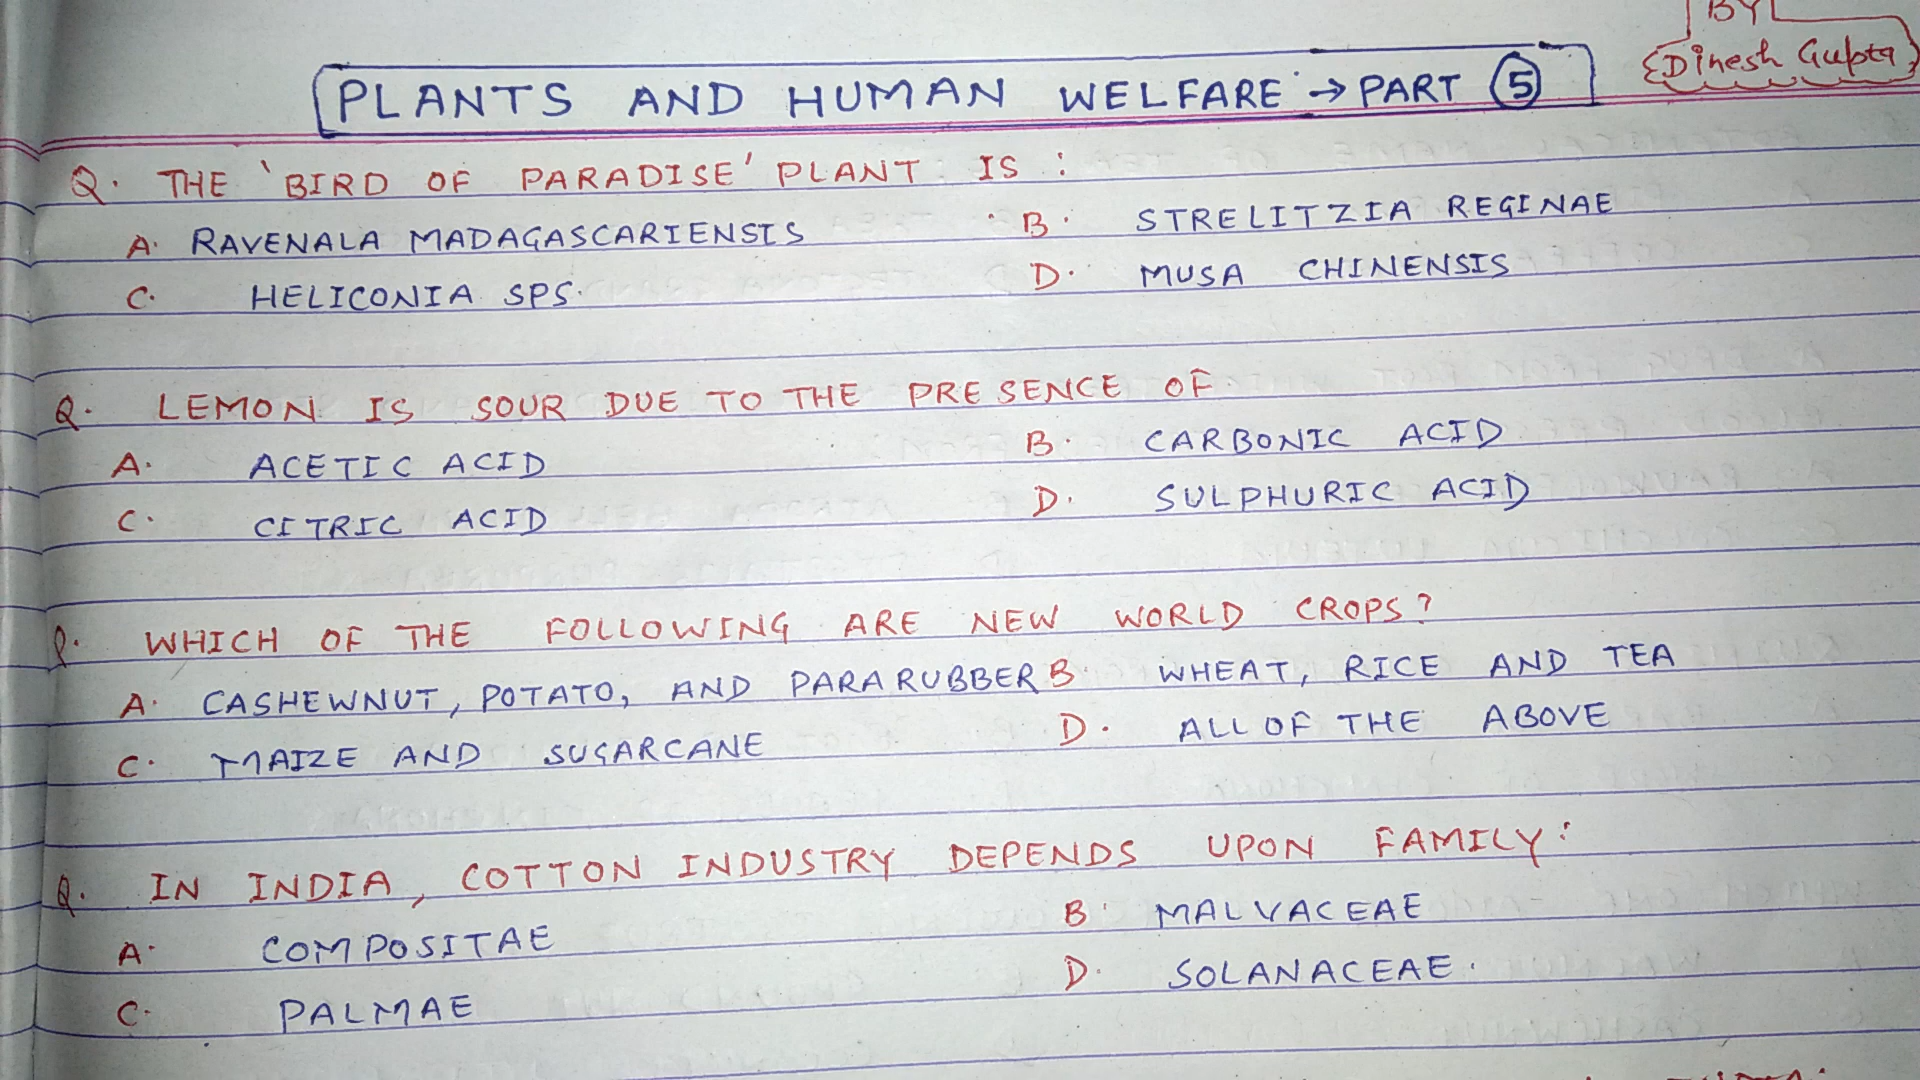 BY
{Dinesh Gupta}
PLANTS AND HUMAN WELFARE → PART 5
Q. THE 'BIRD OF PARADISE' PLANT IS :
A. RAVENALA MADAGASCARIENSIS B. STRELITZIA REGINAE
C. HELICONIA SPS. D. MUSA CHINENSIS
Q. LEMON IS SOUR DUE TO THE PRESENCE OF
A. ACETIC ACID B. CARBONIC ACID
C. CITRIC ACID D. SULPHURIC ACID
Q. WHICH OF THE FOLLOWING ARE NEW WORLD CROPS?
A. CASHEWNUT, POTATO, AND PARARUBBER B. WHEAT, RICE AND TEA
C. MAIZE AND SUGARCANE D. ALL OF THE ABOVE
Q. IN INDIA, COTTON INDUSTRY DEPENDS UPON FAMILY:
A. COMPOSITAE B. MALVACEAE
C. PALMAE D. SOLANACEAE.